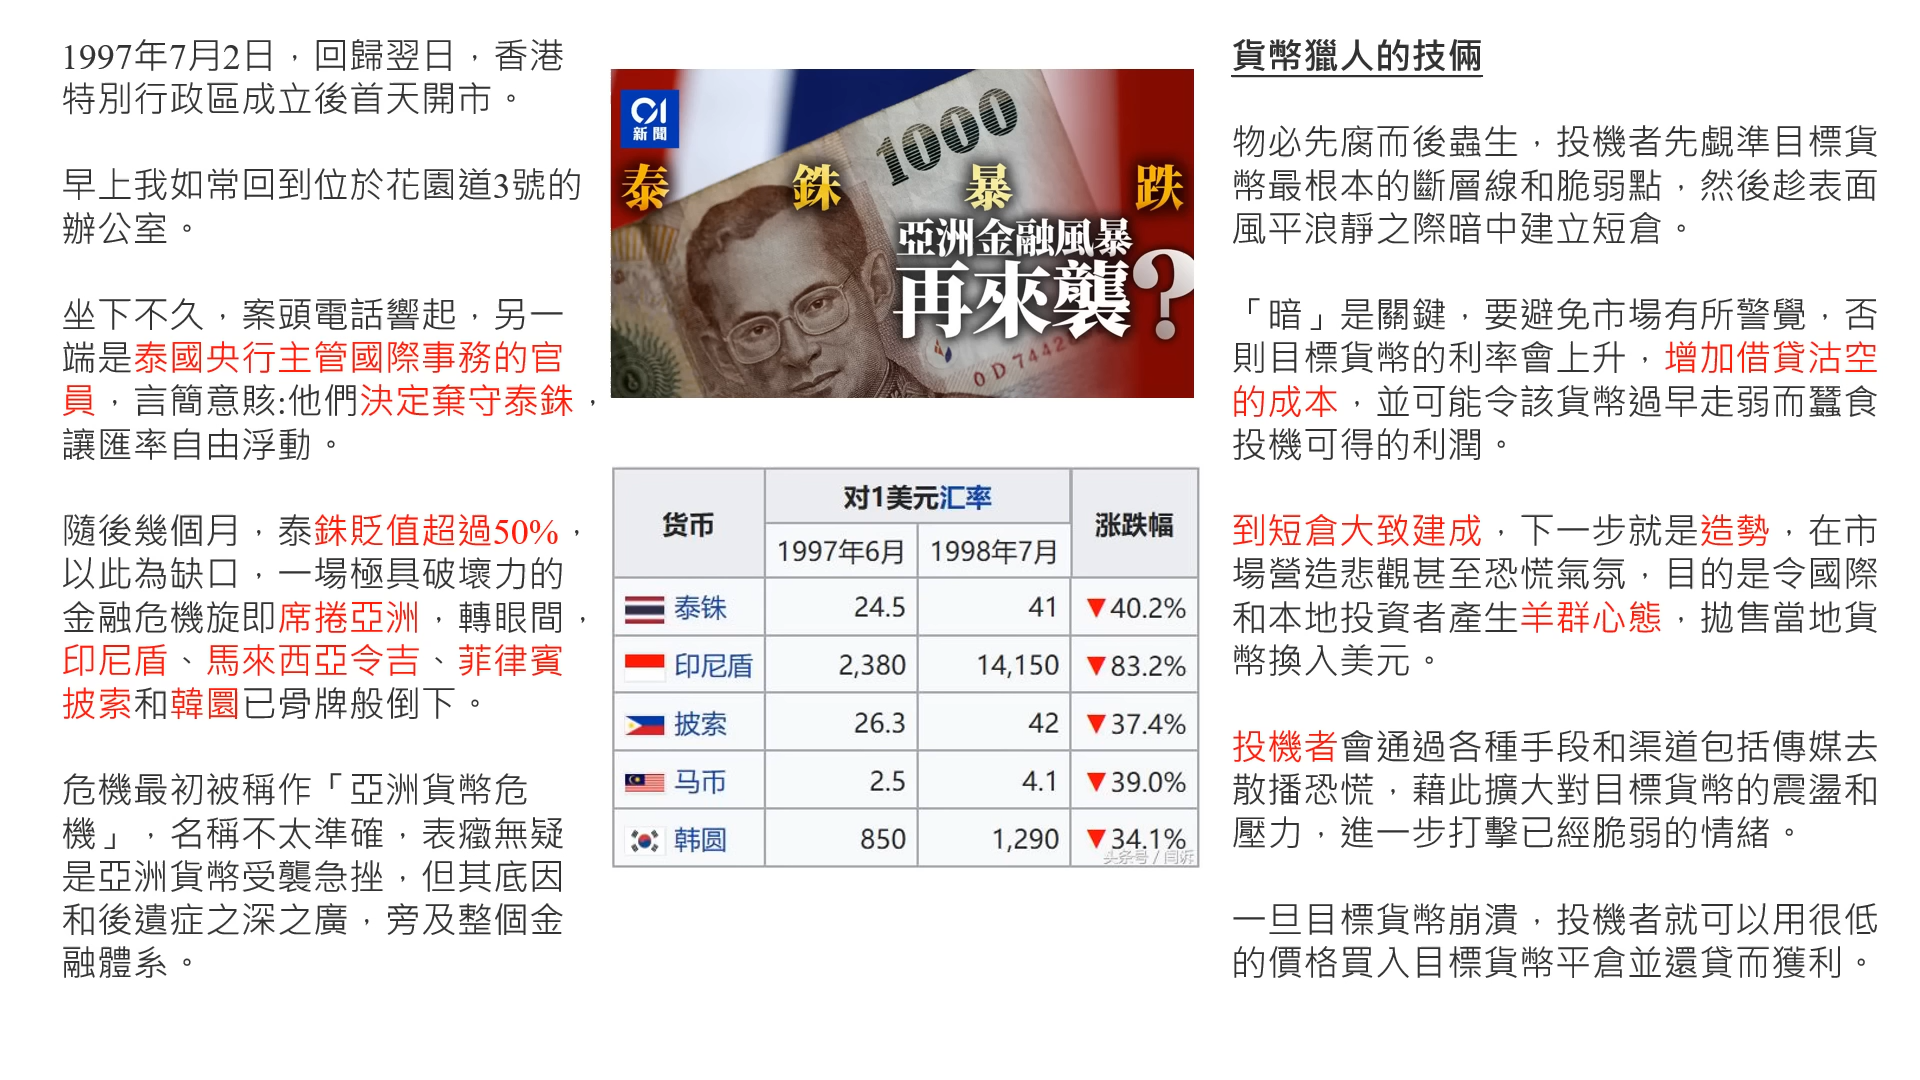 1997年7月2日，回歸翌日，香港
特別行政區成立後首天開市。
早上我如常回到位於花園道3號的
辦公室。
坐下不久，案頭電話響起，另一
端是泰國央行主管國際事務的官
員，言簡意賅:他們決定棄守泰銖，
讓匯率自由浮動。
隨後幾個月，泰銖貶值超過50%，
以此為缺口，一場極具破壞力的
金融危機旋即席捲亞洲，轉眼間，
印尼盾、馬來西亞令吉、菲律賓
披索和韓圜已骨牌般倒下。
危機最初被稱作「亞洲貨幣危
機」，名稱不太準確，表癥無疑
是亞洲貨幣受襲急挫，但其底因
和後遺症之深之廣，旁及整個金
融體系。
01
新聞
1000
泰銖暴跌
亞洲金融風暴
再來襲？
0D7442
货币 对1美元汇率 涨跌幅
1997年6月 1998年7月
泰铢 24.5 41 ▼40.2%
印尼盾 2,380 14,150 ▼83.2%
披索 26.3 42 ▼37.4%
马币 2.5 4.1 ▼39.0%
韩圆 850 1,290 ▼34.1%
貨幣獵人的技倆
物必先腐而後蟲生，投機者先覷準目標貨
幣最根本的斷層線和脆弱點，然後趁表面
風平浪靜之際暗中建立短倉。
「暗」是關鍵，要避免市場有所警覺，否
則目標貨幣的利率會上升，增加借貸沽空
的成本，並可能令該貨幣過早走弱而蠶食
投機可得的利潤。
到短倉大致建成，下一步就是造勢，在市
場營造悲觀甚至恐慌氣氛，目的是令國際
和本地投資者產生羊群心態，拋售當地貨
幣換入美元。
投機者會通過各種手段和渠道包括傳媒去
散播恐慌，藉此擴大對目標貨幣的震盪和
壓力，進一步打擊已經脆弱的情緒。
一旦目標貨幣崩潰，投機者就可以用很低
的價格買入目標貨幣平倉並還貸而獲利。